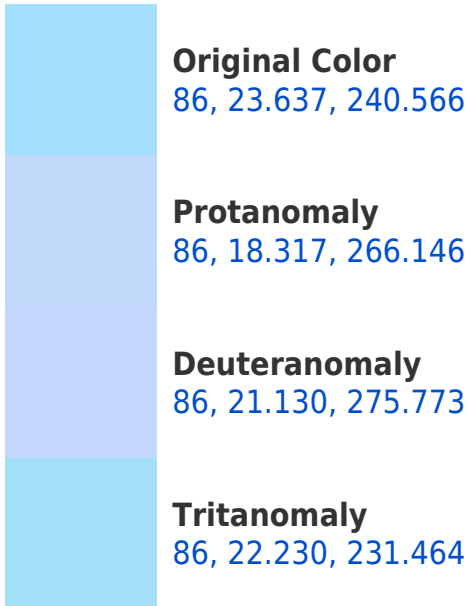 Original Color
86, 23.637, 240.566
Protanomaly
86, 18.317, 266.146
Deuteranomaly
86, 21.130, 275.773
Tritanomaly
86, 22.230, 231.464